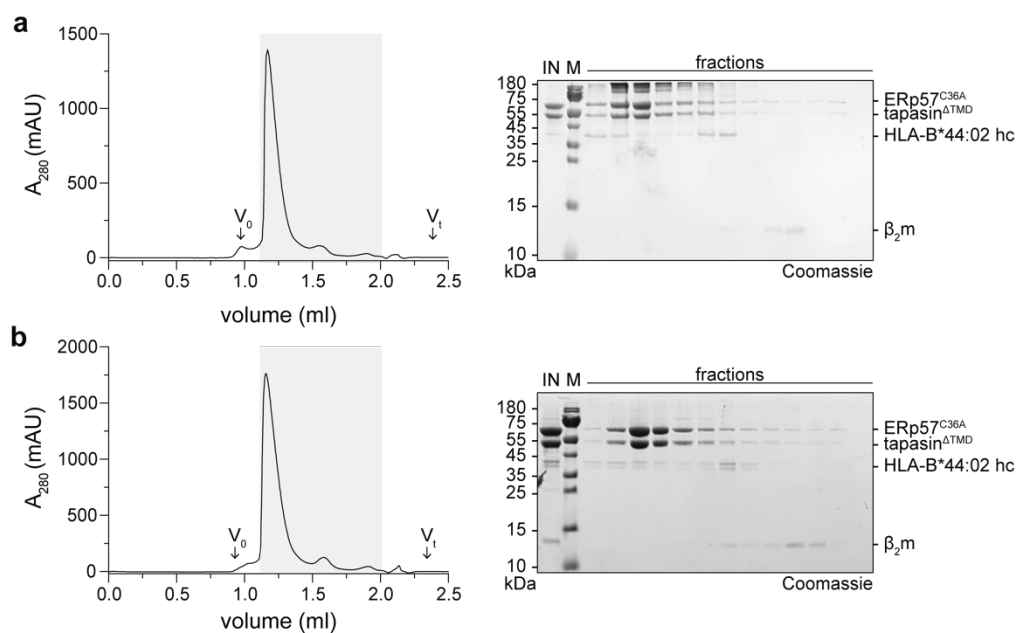 a
1500
1000
500
0
A₂₈₀ (mAU)
V₀
Vₜ
0.0 0.5 1.0 1.5 2.0 2.5
volume (ml)
IN M fractions
180
75
55
45
35
25
15
10
kDa
ERp57ᶜ³⁶ᴬ
tapasinᐃᵀᴹᴰ
HLA-B*44:02 hc
β₂m
Coomassie
b
2000
1500
1000
500
0
A₂₈₀ (mAU)
V₀
Vₜ
0.0 0.5 1.0 1.5 2.0 2.5
volume (ml)
IN M fractions
180
75
55
45
35
25
15
10
kDa
ERp57ᶜ³⁶ᴬ
tapasinᐃᵀᴹᴰ
HLA-B*44:02 hc
β₂m
Coomassie